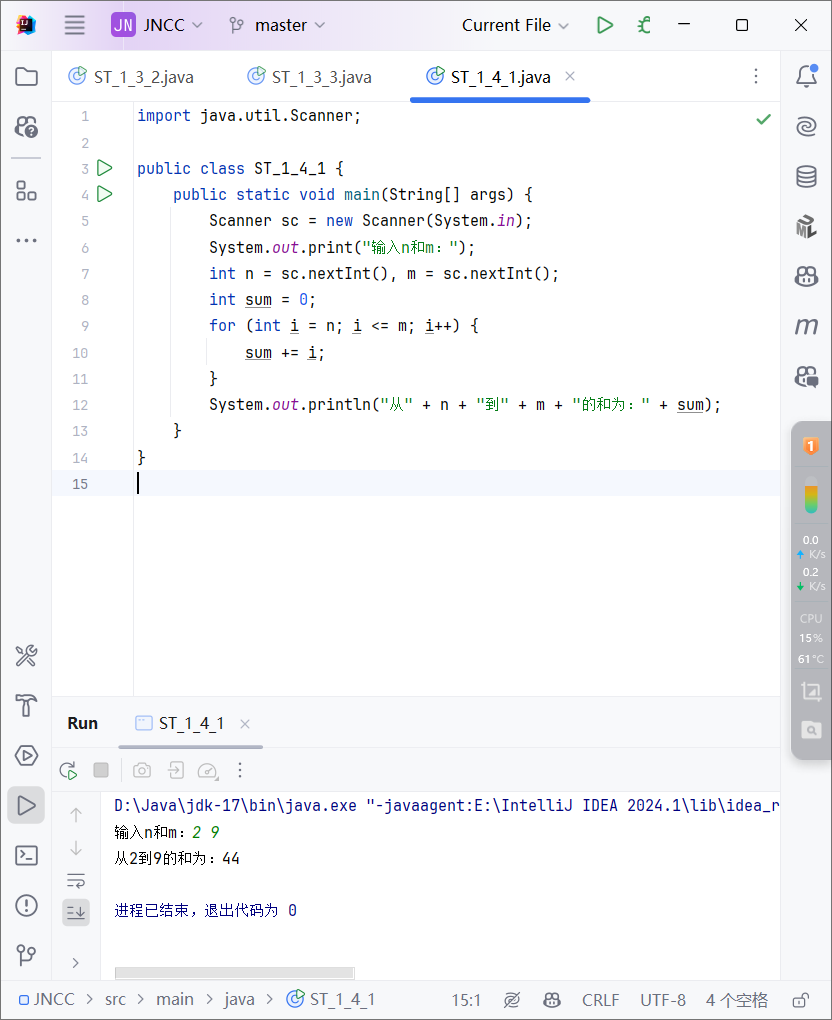 JN JNCC master Current File
ST_1_3_2.java ST_1_3_3.java ST_1_4_1.java
1 import java.util.Scanner;
2
3 public class ST_1_4_1 {
4 public static void main(String[] args) {
5 Scanner sc = new Scanner(System.in);
6 System.out.print("输入n和m：");
7 int n = sc.nextInt(), m = sc.nextInt();
8 int sum = 0;
9 for (int i = n; i <= m; i++) {
10 sum += i;
11 }
12 System.out.println("从" + n + "到" + m + "的和为：" + sum);
13 }
14 }
15
1
0.0
K/s
0.2
K/s
CPU
15%
61°C
Run ST_1_4_1
D:\Java\jdk-17\bin\java.exe "-javaagent:E:\IntelliJ IDEA 2024.1\lib\idea_r
输入n和m：2 9
从2到9的和为：44
进程已结束，退出代码为 0
JNCC > src > main > java > ST_1_4_1 15:1 CRLF UTF-8 4 个空格